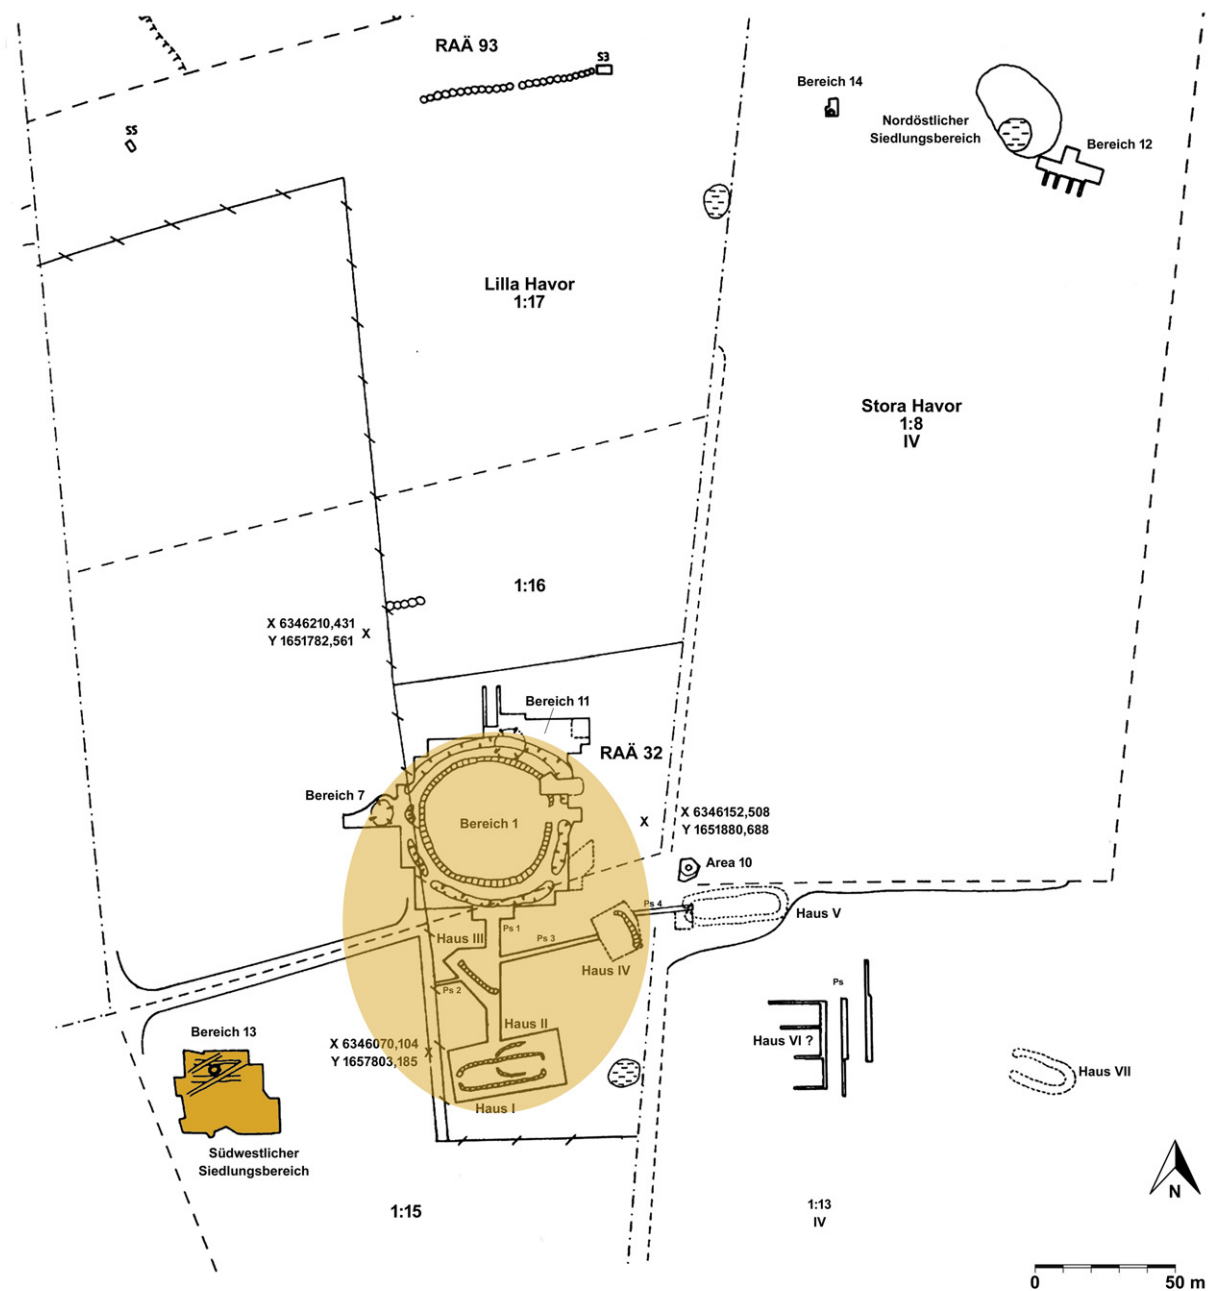 RAÄ 93
S3
Bereich 14
Nordöstlicher
Siedlungsbereich
Bereich 12
SS
Lilla Havor
1:17
Stora Havor
1:8
IV
1:16
X 6346210,431
Y 1651782,561
X
Bereich 11
RAÄ 32
Bereich 7
Bereich 1
X
X 6346152,508
Y 1651880,688
Area 10
Ps 4
Haus V
Ps 1
Haus III
Ps 3
Haus IV
Ps 2
Ps
Haus II
Bereich 13
X 6346070,104
Y 1657803,185
X
Haus VI ?
Haus VII
Haus I
Südwestlicher
Siedlungsbereich
1:15
1:13
IV
N
0
50 m